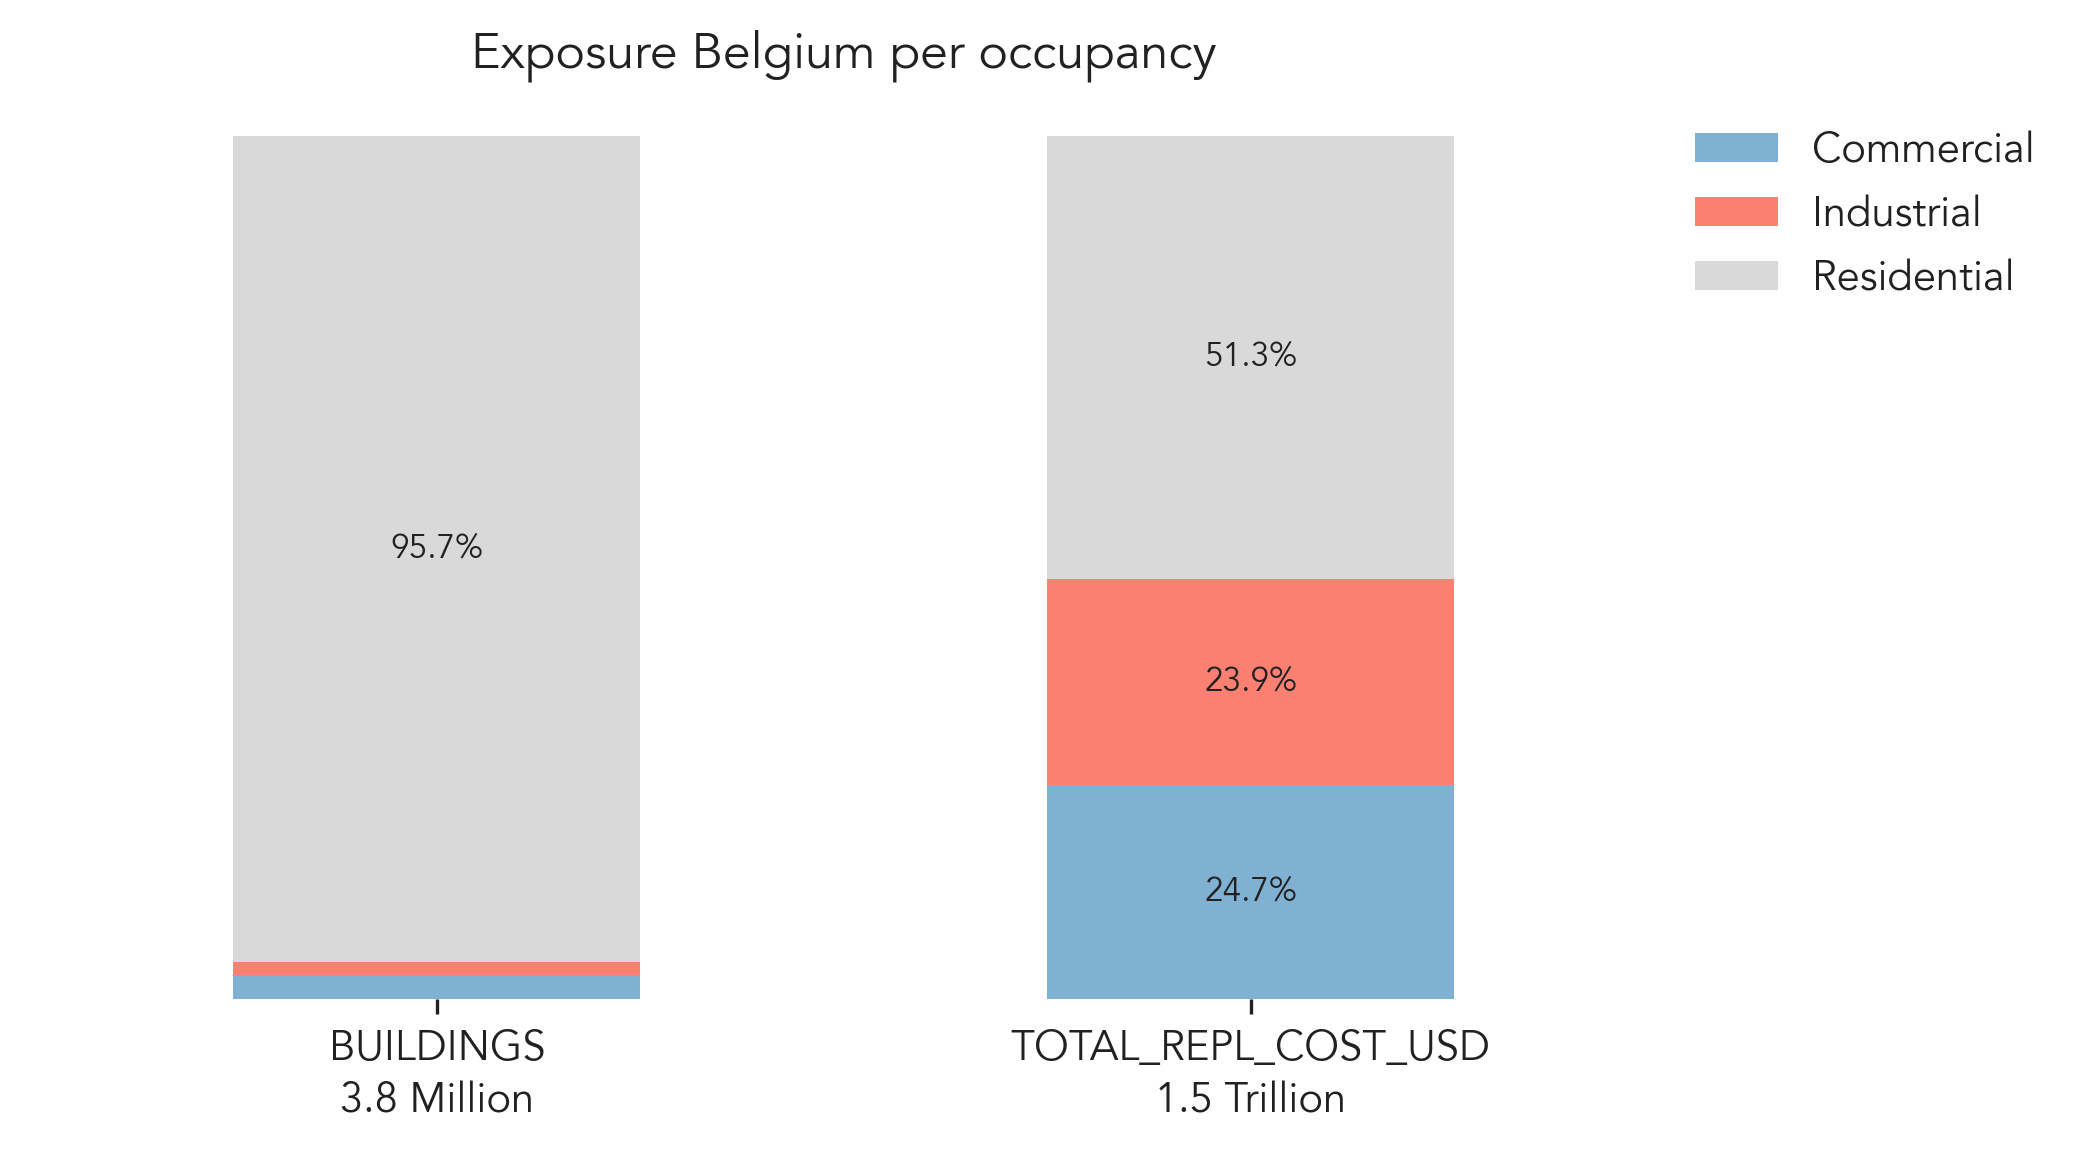 Exposure Belgium per occupancy
Commercial
Industrial
Residential
95.7%
51.3%
23.9%
24.7%
BUILDINGS
3.8 Million
TOTAL_REPL_COST_USD
1.5 Trillion